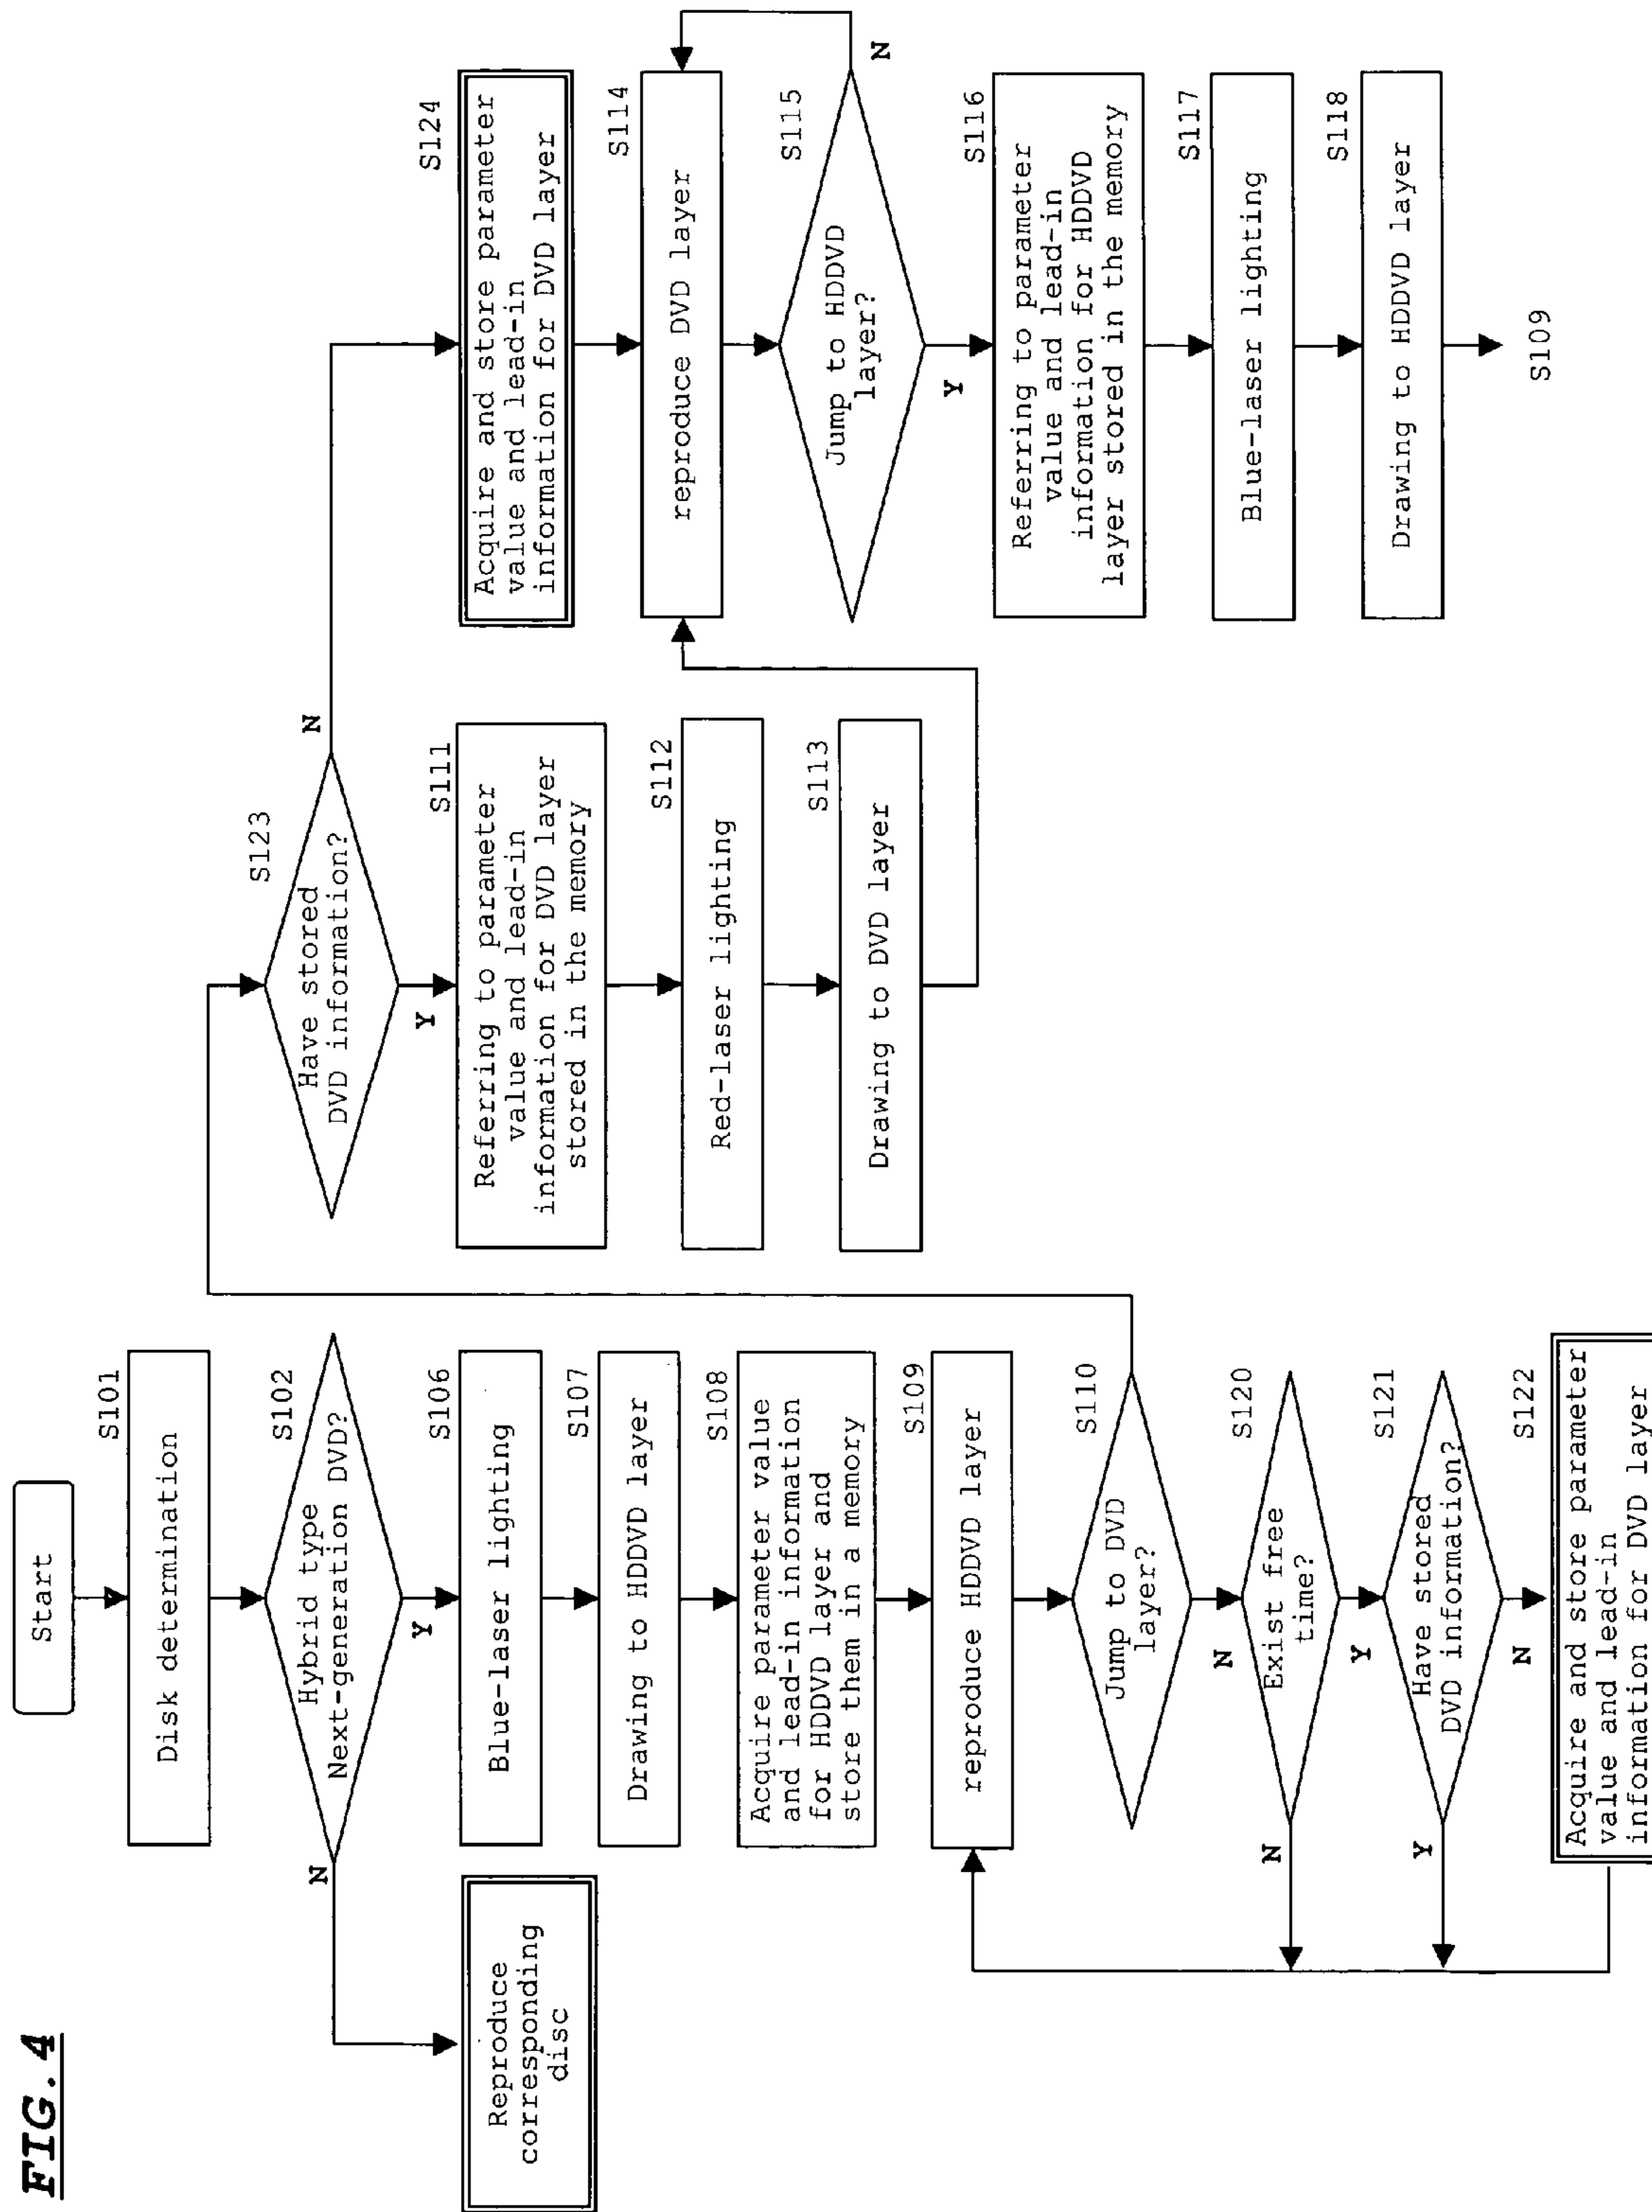 FIG.4
Start
S101
Disk determination
S102
Hybrid type
Next-generation DVD?
N
Y
Reproduce
corresponding
disc
S106
Blue-laser lighting
S107
Drawing to HDDVD layer
S108
Acquire parameter value
and lead-in information
for HDDVD layer and
store them in a memory
S109
reproduce HDDVD layer
S110
Jump to DVD
layer?
N
S120
Exist free
time?
N
Y
S121
Have stored
DVD information?
Y
N
S122
Acquire and store parameter
value and lead-in
information for DVD layer
S123
Have stored
DVD information?
N
Y
S111
Referring to parameter
value and lead-in
information for DVD layer
stored in the memory
S112
Red-laser lighting
S113
Drawing to DVD layer
S124
Acquire and store parameter
value and lead-in
information for DVD layer
S114
reproduce DVD layer
S115
Jump to HDDVD
layer?
N
Y
S116
Referring to parameter
value and lead-in
information for HDDVD
layer stored in the memory
S117
Blue-laser lighting
S118
Drawing to HDDVD layer
S109